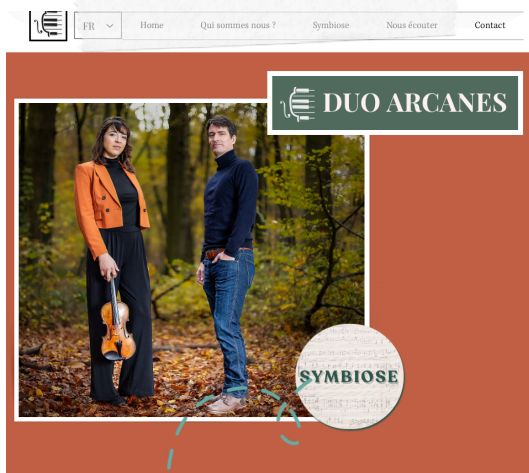 FR
Home
Qui sommes nous ?
Symbiose
Nous écouter
Contact
DUO ARCANES
SYMBIOSE